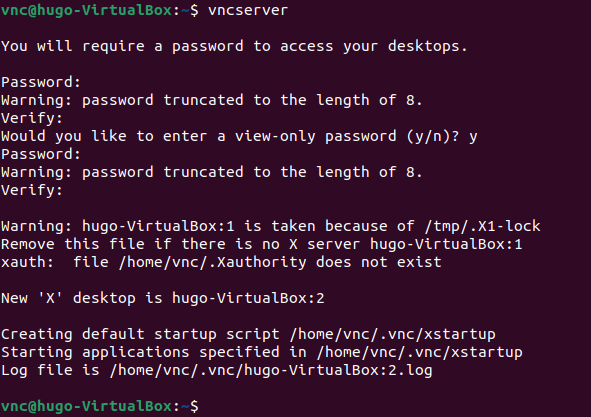 vnc@hugo-VirtualBox:~$ vncserver
You will require a password to access your desktops.
Password:
Warning: password truncated to the length of 8.
Verify:
Would you like to enter a view-only password (y/n)? y
Password:
Warning: password truncated to the length of 8.
Verify:
Warning: hugo-VirtualBox:1 is taken because of /tmp/.X1-lock
Remove this file if there is no X server hugo-VirtualBox:1
xauth:  file /home/vnc/.Xauthority does not exist
New 'X' desktop is hugo-VirtualBox:2
Creating default startup script /home/vnc/.vnc/xstartup
Starting applications specified in /home/vnc/.vnc/xstartup
Log file is /home/vnc/.vnc/hugo-VirtualBox:2.log
vnc@hugo-VirtualBox:~$